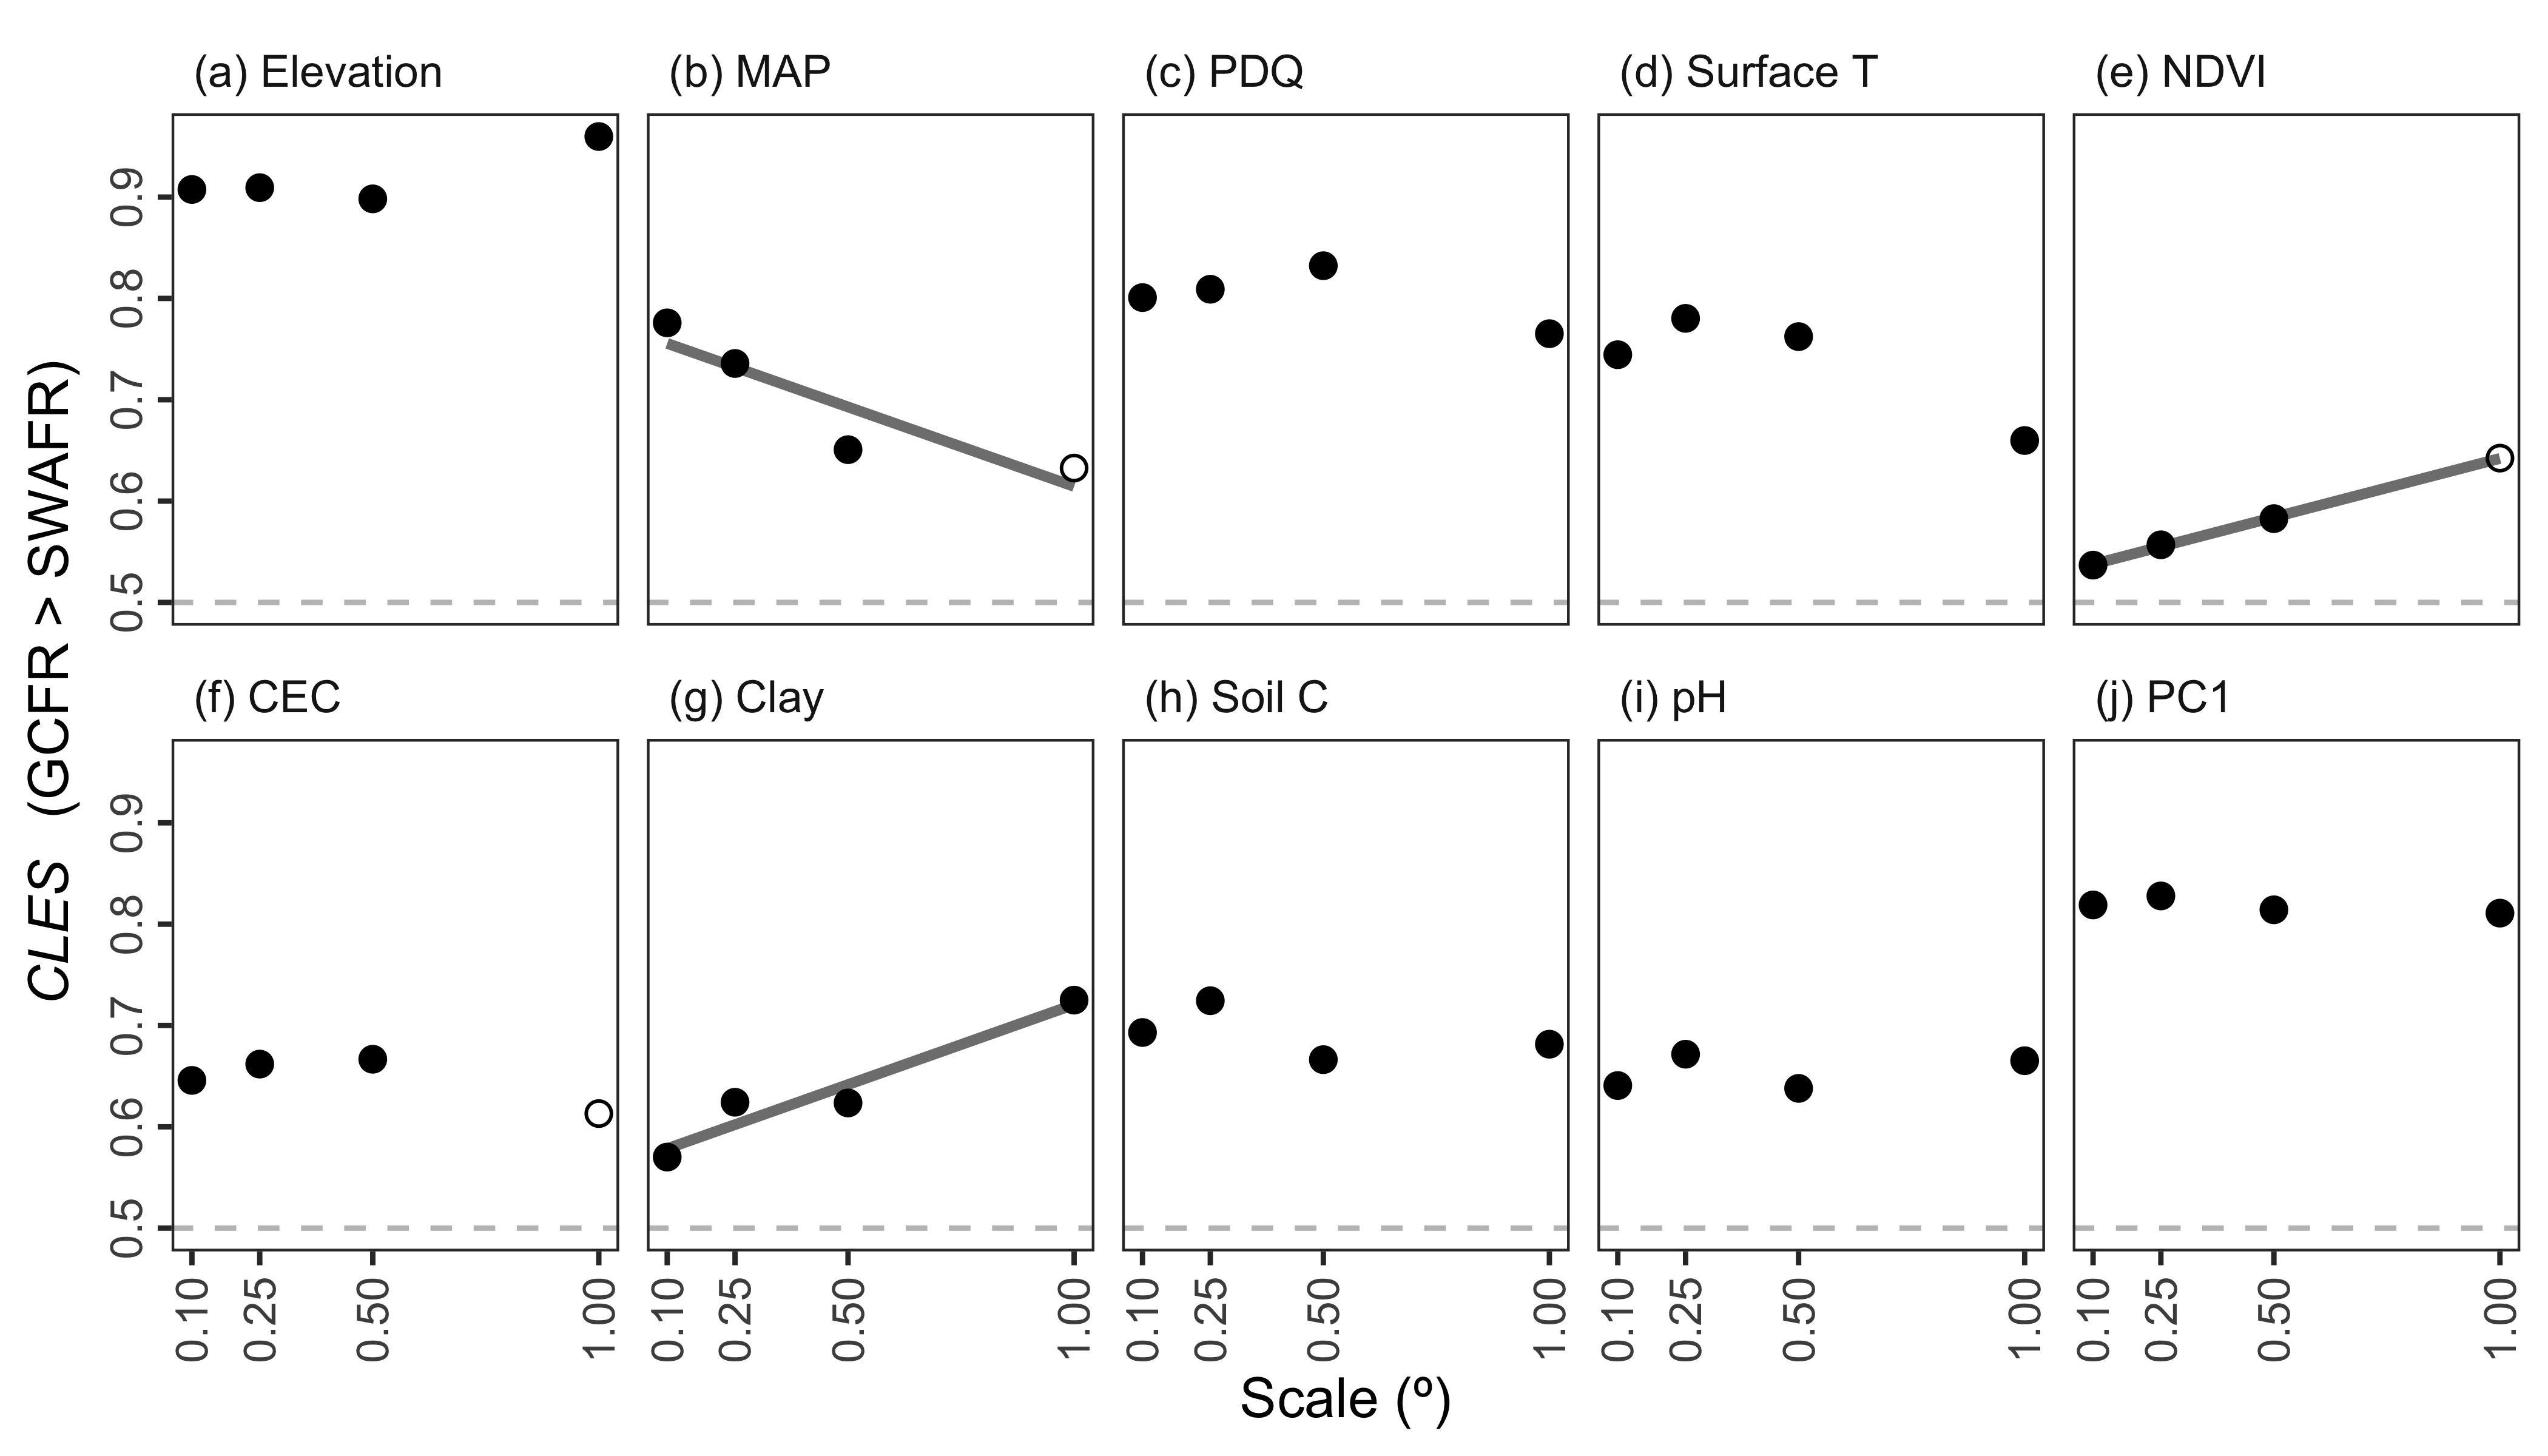 (a) Elevation
(b) MAP
(c) PDQ
(d) Surface T
(e) NDVI
0.9
0.8
0.7
0.6
0.5
CLES (GCFR > SWAFR)
(f) CEC
(g) Clay
(h) Soil C
(i) pH
(j) PC1
0.9
0.8
0.7
0.6
0.5
0.10 0.25 0.50 1.00
0.10 0.25 0.50 1.00
0.10 0.25 0.50 1.00
0.10 0.25 0.50 1.00
0.10 0.25 0.50 1.00
Scale (º)